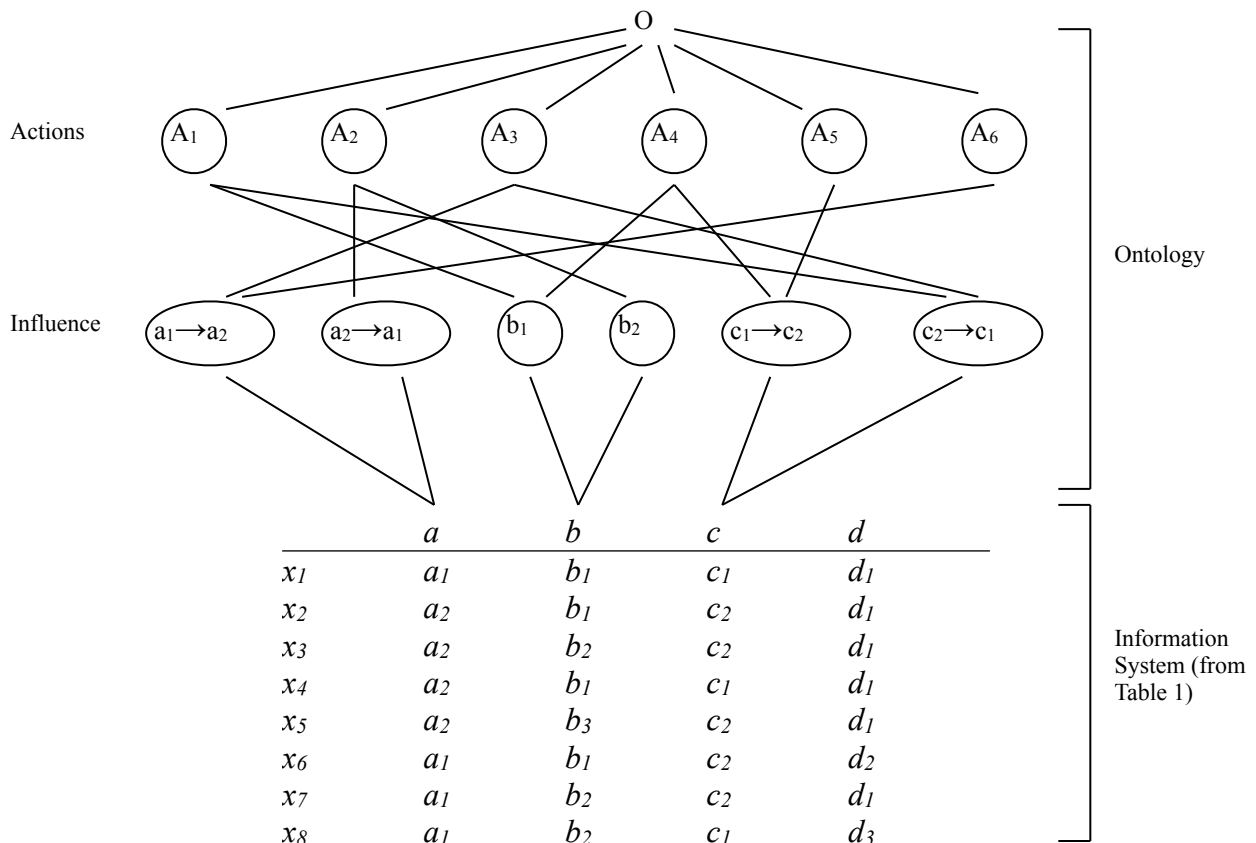 O
Actions
A₁ A₂ A₃ A₄ A₅ A₆
Ontology
Influence
a₁→a₂ a₂→a₁ b₁ b₂ c₁→c₂ c₂→c₁
a b c d
x₁ a₁ b₁ c₁ d₁
x₂ a₂ b₁ c₂ d₁
x₃ a₂ b₂ c₂ d₁
x₄ a₂ b₁ c₁ d₁
x₅ a₂ b₃ c₂ d₁
x₆ a₁ b₁ c₂ d₂
x₇ a₁ b₂ c₂ d₁
x₈ a₁ b₂ c₁ d₃
Information
System (from
Table 1)